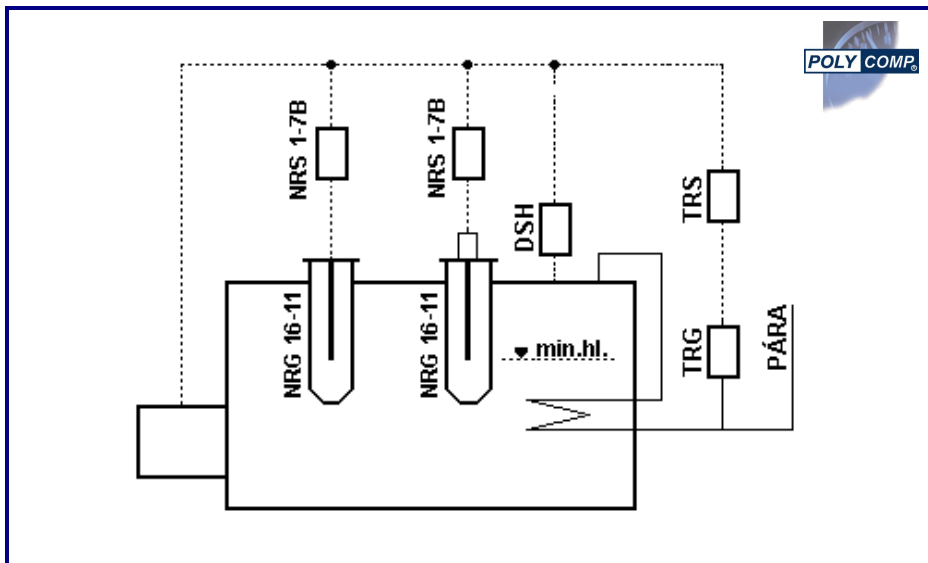 POLY COMP®
NRS 1-7B
NRS 1-7B
DSH
TRS
NRG 16-11
NRG 16-11
min.hl.
TRG
PÁRA